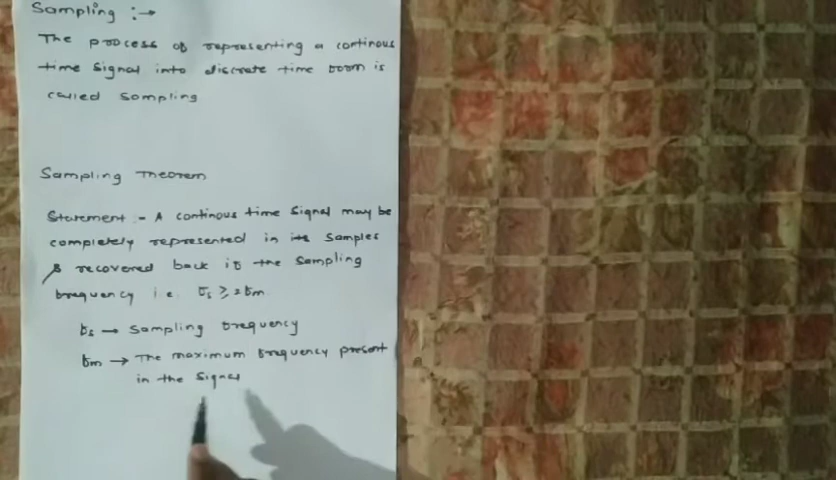 Sampling :→
The process of representing a continous
time signal into discrete time form is
called sampling
Sampling Theorem
Statement - A continous time signal may be
completely represented in its samples
& recovered back if the sampling
frequency i.e. fs ≥ 2fm
fs → Sampling frequency
fm → The maximum frequency present
in the signal